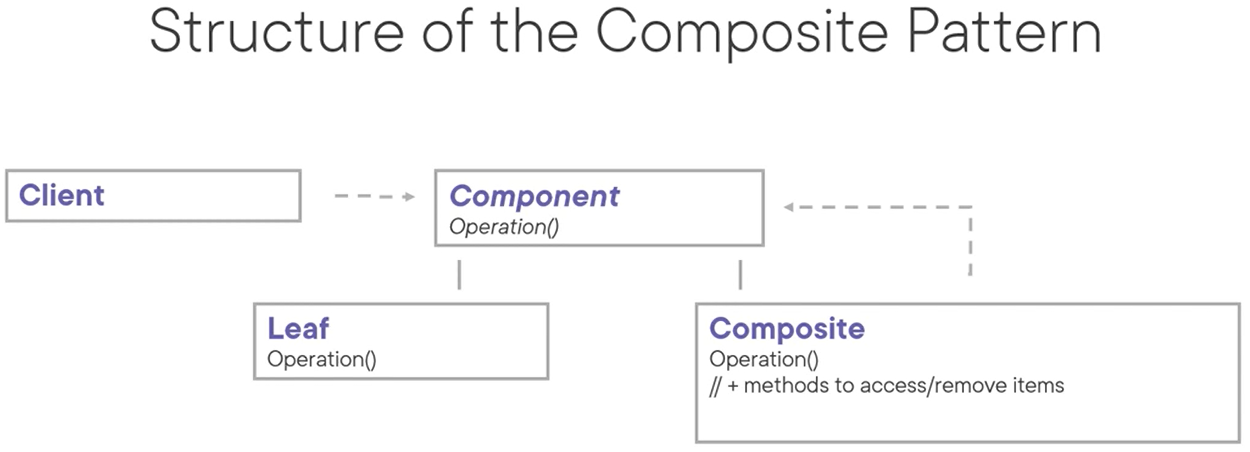 Structure of the Composite Pattern
Client
Component
Operation()
Leaf
Operation()
Composite
Operation()
// + methods to access/remove items